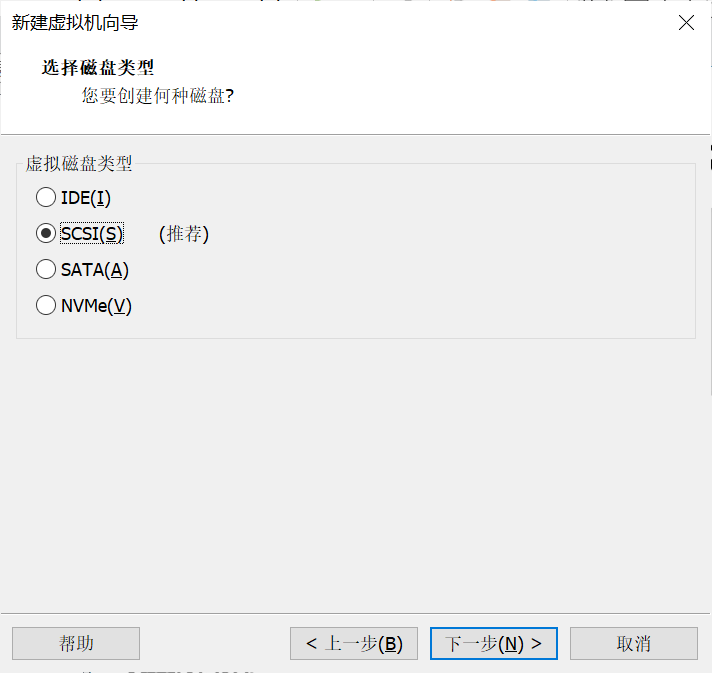 新建虚拟机向导
选择磁盘类型
您要创建何种磁盘?
虚拟磁盘类型
IDE(I)
SCSI(S) (推荐)
SATA(A)
NVMe(V)
帮助 < 上一步(B) 下一步(N) > 取消